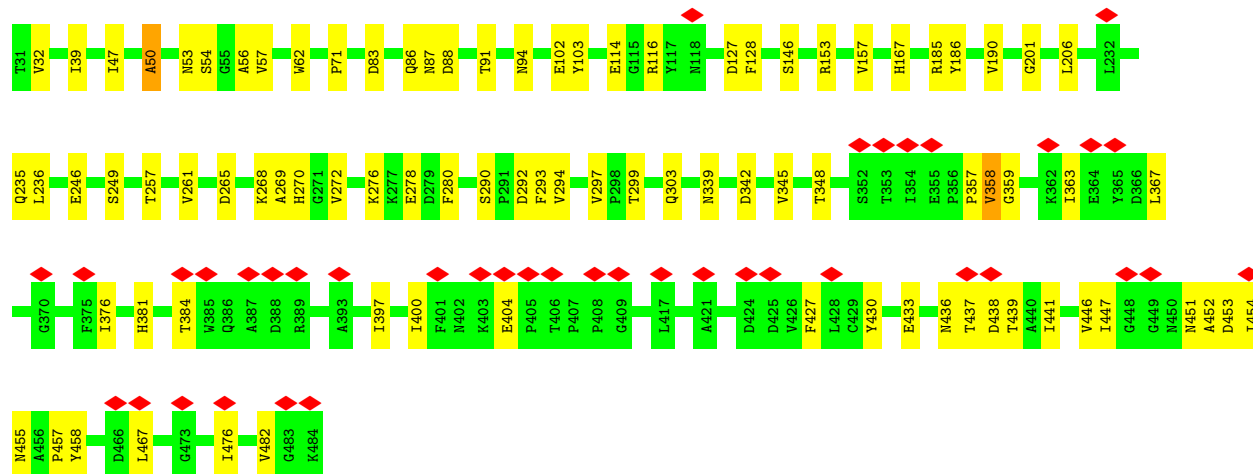 T31 V32 I39 I47 A50 N53 S54 G55 A56 V57 W62 P71 D83 Q86 N87 D88 T91 N94 E102 Y103 E114 G115 R116 Y117 N118 D127 F128 S146 R153 V157 H167 R185 Y186 V190 G201 L206 L232
Q235 L236 E246 S249 T257 V261 D265 K268 A269 H270 G271 V272 K276 K277 E278 D279 F280 S290 P291 D292 F293 V294 V297 P298 T299 Q303 N339 D342 V345 T348 S352 T353 I354 E355 P356 P357 V358 G359 K362 I363 E364 Y365 D366 L367
G370 F375 I376 H381 T384 W385 Q386 A387 D388 R389 A393 I397 I400 F401 N402 K403 E404 P405 T406 P407 P408 G409 L417 A421 D424 D425 V426 F427 L428 C429 Y430 E433 N436 T437 D438 T439 A440 I441 V446 I447 G448 G449 N450 N451 A452 D453 I454
N455 A456 P457 Y458 D466 L467 G473 I476 V482 G483 K484